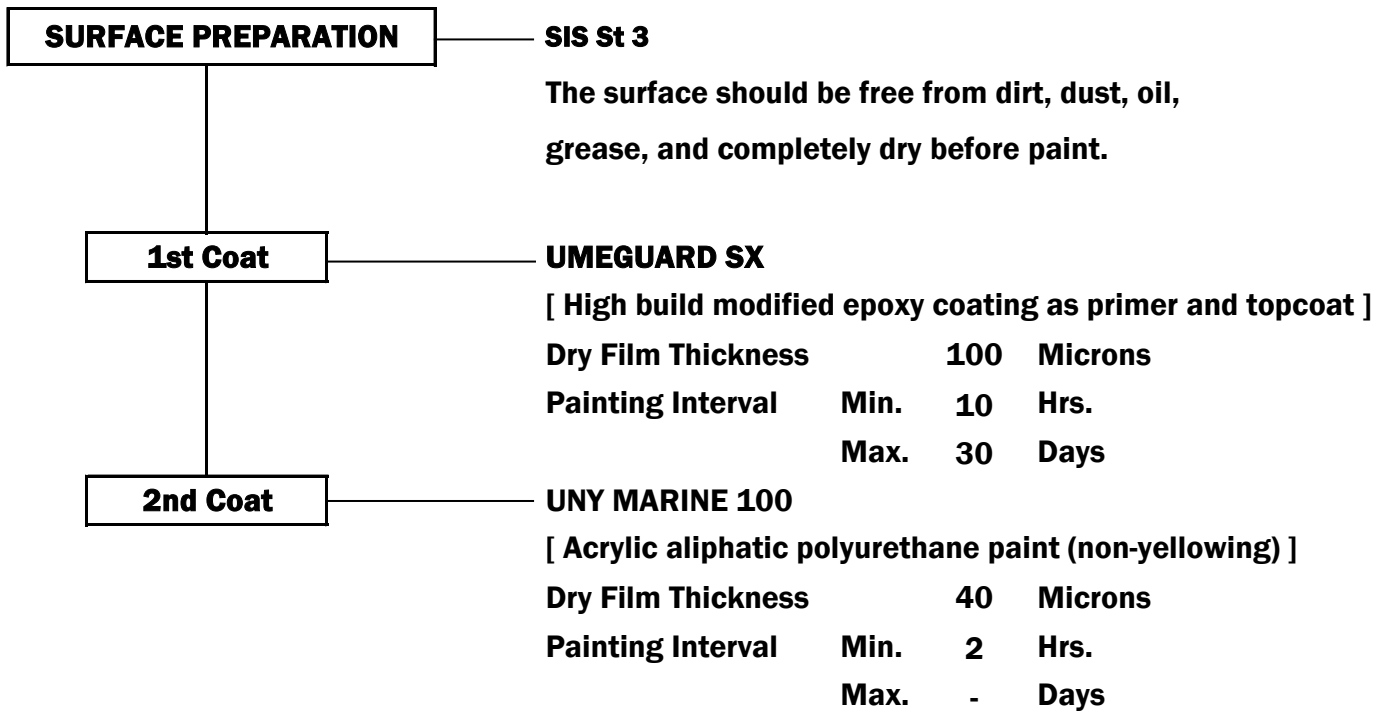 SURFACE PREPARATION
SIS St 3
The surface should be free from dirt, dust, oil,
grease, and completely dry before paint.
1st Coat
UMEGUARD SX
[ High build modified epoxy coating as primer and topcoat ]
Dry Film Thickness 100 Microns
Painting Interval Min. 10 Hrs.
Max. 30 Days
2nd Coat
UNY MARINE 100
[ Acrylic aliphatic polyurethane paint (non-yellowing) ]
Dry Film Thickness 40 Microns
Painting Interval Min. 2 Hrs.
Max. - Days